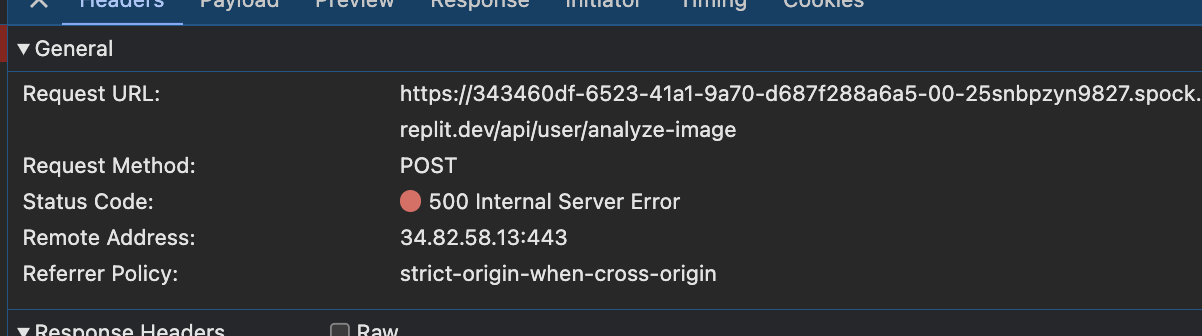 Headers Payload Preview Response Initiator Timing Cookies
General
Request URL: https://343460df-6523-41a1-9a70-d687f288a6a5-00-25snbpzyn9827.spock.
replit.dev/api/user/analyze-image
Request Method: POST
Status Code: 500 Internal Server Error
Remote Address: 34.82.58.13:443
Referrer Policy: strict-origin-when-cross-origin
Response Headers Raw